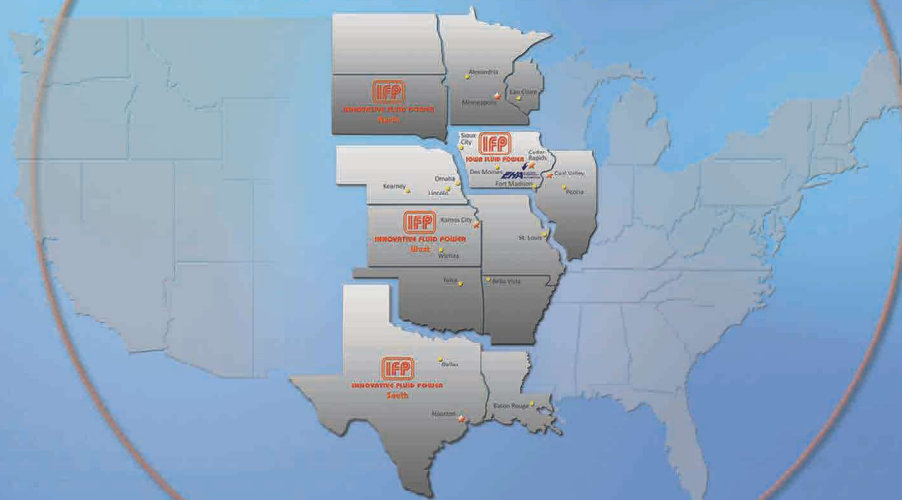 Alexandria
Minneapolis
Eau Claire
IFP
INNOVATIVE FLUID POWER
North
Sioux
City
IFP
IOWA FLUID POWER
Cedar
Rapids
Des Moines
EHA
Quad Valley
Fort Madison
Peoria
Omaha
Kearney
Lincoln
IFP
INNOVATIVE FLUID POWER
West
Kansas City
St. Louis
Wichita
Tulsa
Bella Vista
IFP
INNOVATIVE FLUID POWER
South
Dallas
Houston
Baton Rouge